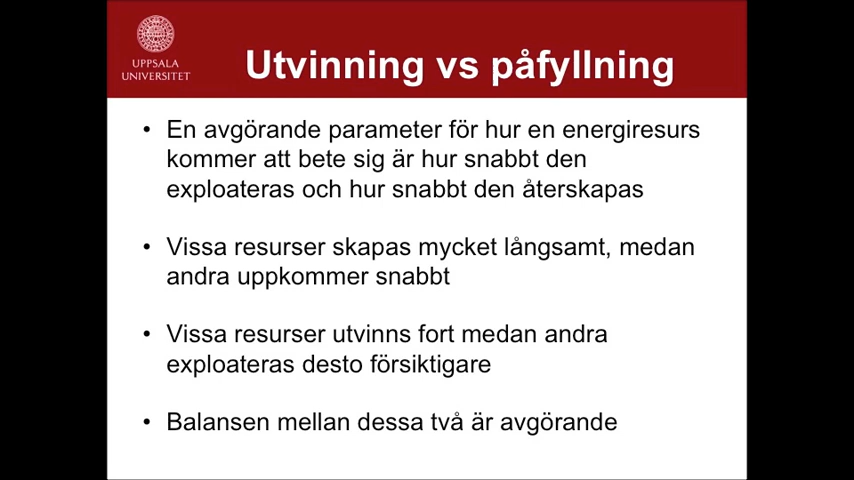 UPPSALA
UNIVERSITET
Utvinning vs påfyllning
• En avgörande parameter för hur en energiresurs
kommer att bete sig är hur snabbt den
exploateras och hur snabbt den återskapas
• Vissa resurser skapas mycket långsamt, medan
andra uppkommer snabbt
• Vissa resurser utvinns fort medan andra
exploateras desto försiktigare
• Balansen mellan dessa två är avgörande